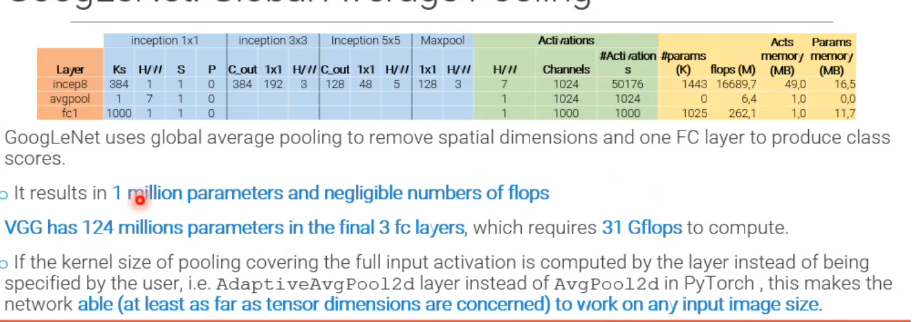 inception 1x1 inception 3x3 Inception 5x5 Maxpool Activations Acts Params
#Activation #params memory memory
Layer Ks H/W S P C_out 1x1 H/W C_out 1x1 H/W 1x1 H/W H/W Channels s (K) flops (M) (MB) (MB)
incep8 384 1 1 0 384 192 3 128 48 5 128 3 7 1024 50176 1443 16689,7 49,0 16,5
avgpool 1 7 1 0 1 1024 1024 0 6,4 1,0 0,0
fc1 1000 1 1 0 1 1000 1000 1025 262,1 1,0 11,7
GoogLeNet uses global average pooling to remove spatial dimensions and one FC layer to produce class
scores.
o It results in 1 million parameters and negligible numbers of flops
VGG has 124 millions parameters in the final 3 fc layers, which requires 31 Gflops to compute.
o If the kernel size of pooling covering the full input activation is computed by the layer instead of being
specified by the user, i.e. AdaptiveAvgPool2d layer instead of AvgPool2d in PyTorch , this makes the
network able (at least as far as tensor dimensions are concerned) to work on any input image size.